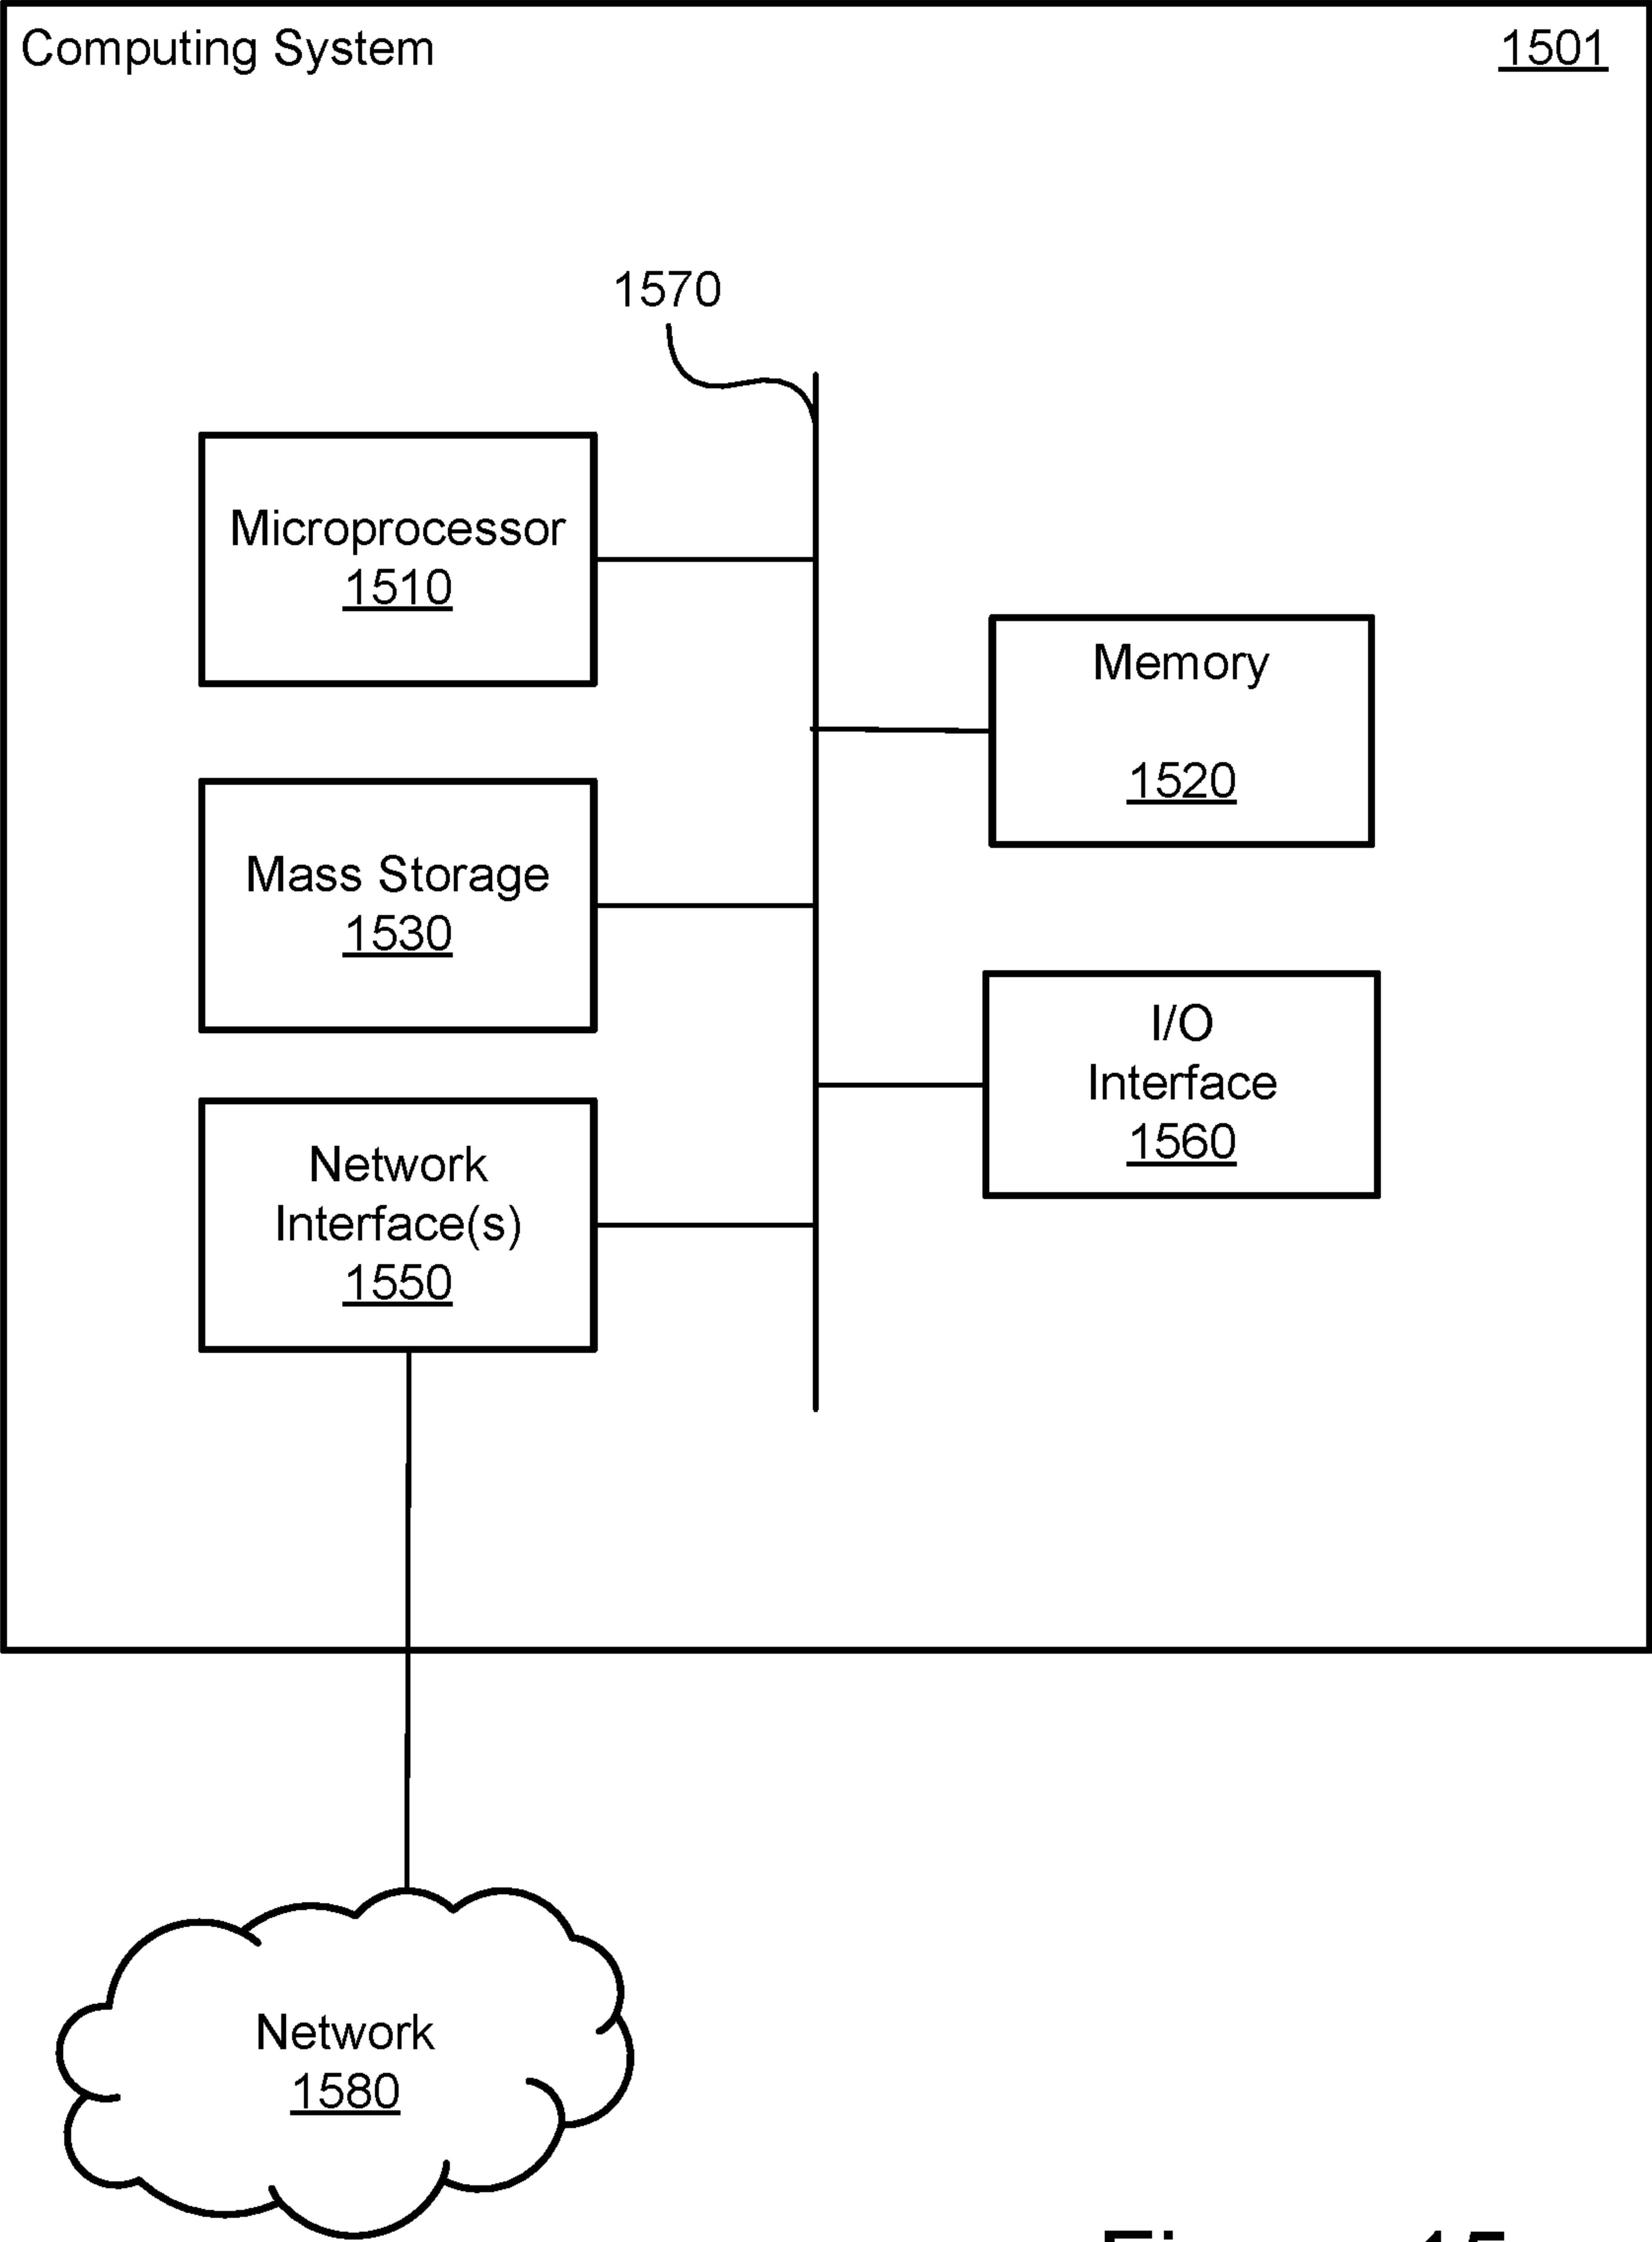 Computing System
1501
1570
Microprocessor
1510
Memory
1520
Mass Storage
1530
I/O
Interface
1560
Network
Interface(s)
1550
Network
1580